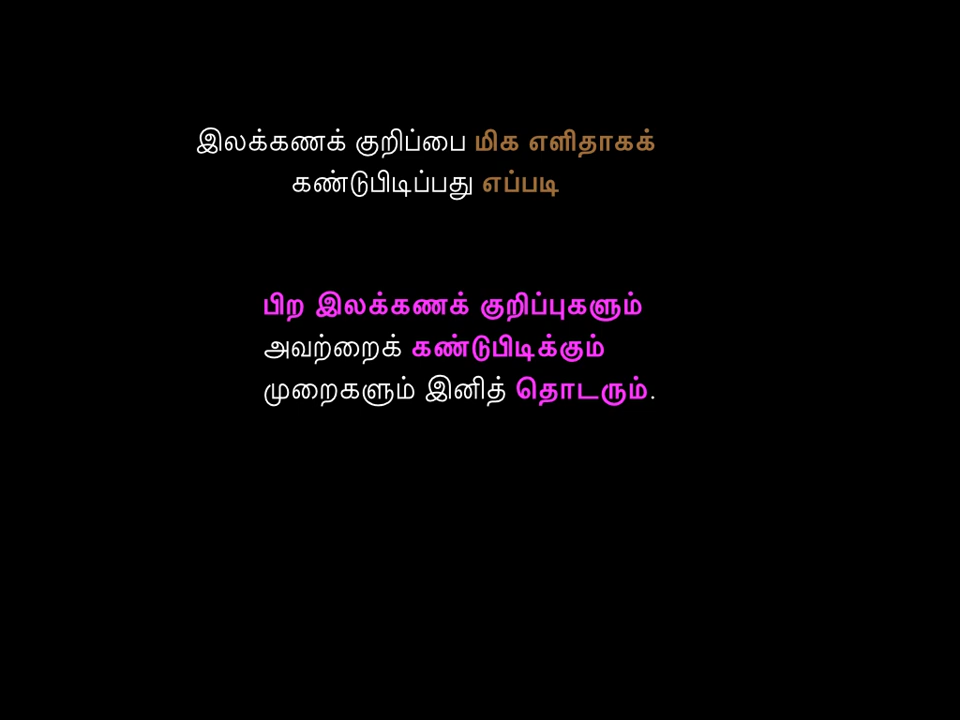 இலக்கணக் குறிப்பை மிக எளிதாகக்
கண்டுபிடிப்பது எப்படி
பிற இலக்கணக் குறிப்புகளும்
அவற்றைக் கண்டுபிடிக்கும்
முறைகளும் இனித் தொடரும்.